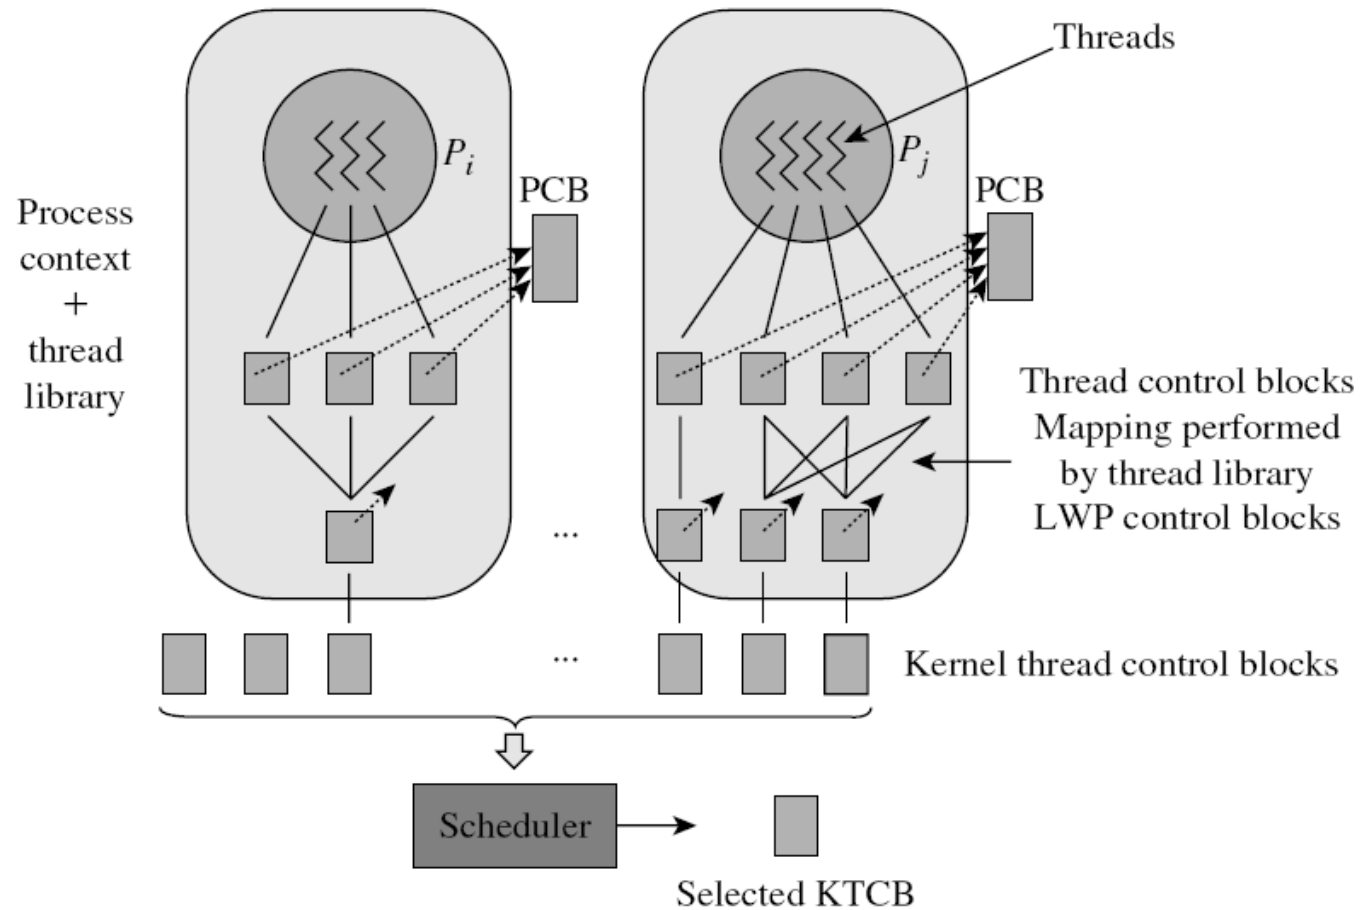 Threads
P_i
P_j
PCB
PCB
Process
context
+
thread
library
Thread control blocks
Mapping performed
by thread library
LWP control blocks
...
...
Kernel thread control blocks
Scheduler
Selected KTCB